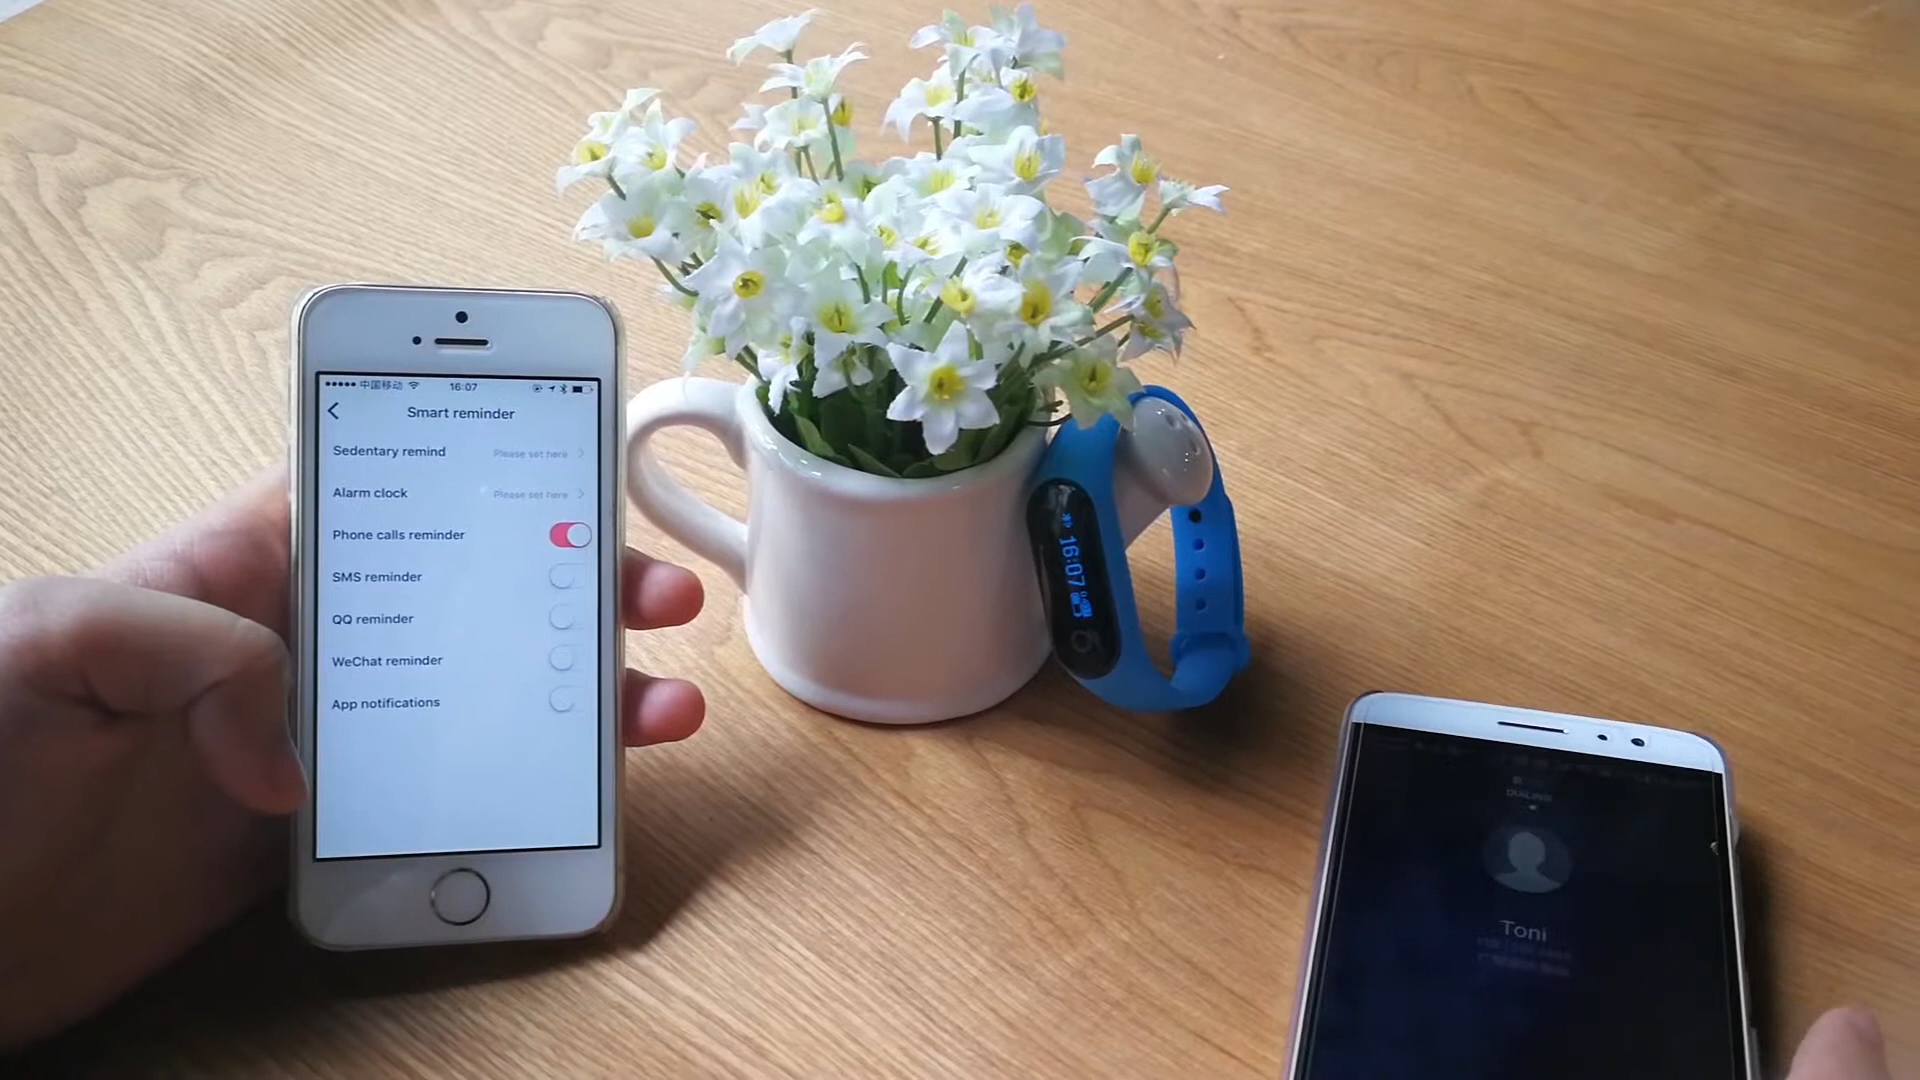 中国移动 16:07
Smart reminder
Sedentary remind Please set here
Alarm clock Please set here
Phone calls reminder
SMS reminder
QQ reminder
WeChat reminder
App notifications
16:07
DIALING
Toni